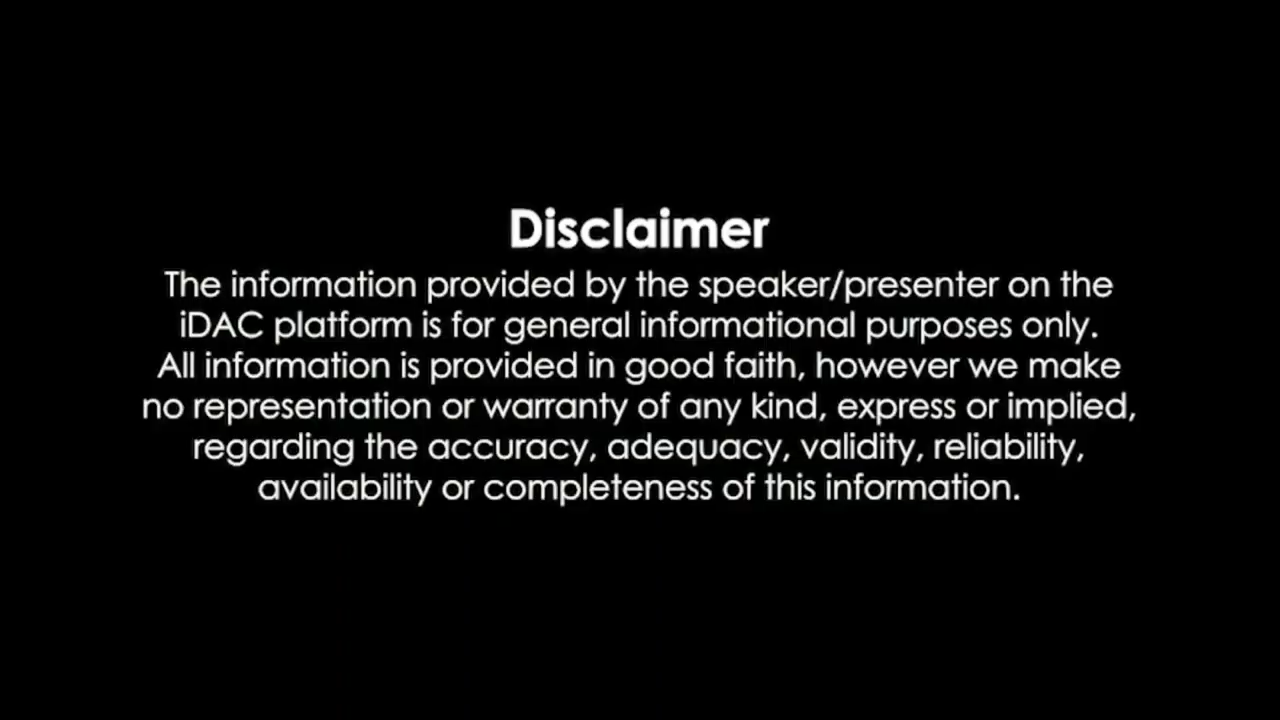 Disclaimer
The information provided by the speaker/presenter on the
iDAC platform is for general informational purposes only.
All information is provided in good faith, however we make
no representation or warranty of any kind, express or implied,
regarding the accuracy, adequacy, validity, reliability,
availability or completeness of this information.